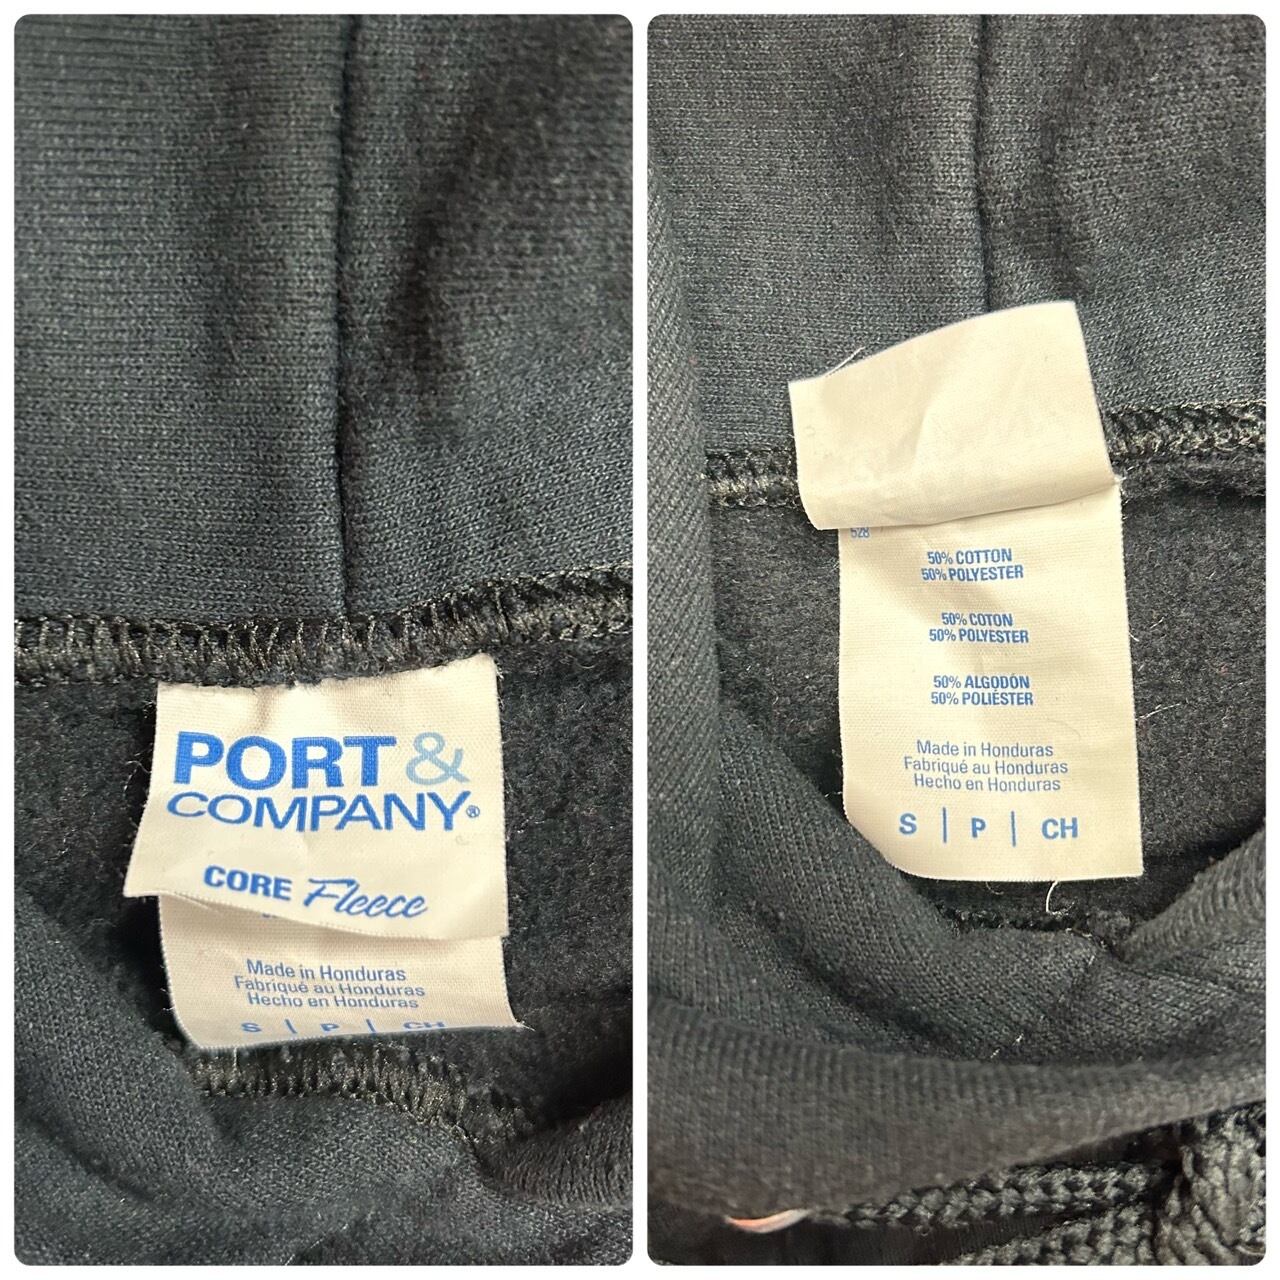 PORT &
COMPANY®
CORE Fleece
Made in Honduras
Fabriqué au Honduras
Hecho en Honduras
S | P | CH
528
50% COTTON
50% POLYESTER
50% COTON
50% POLYESTER
50% ALGODÓN
50% POLIÉSTER
Made in Honduras
Fabriqué au Honduras
Hecho en Honduras
S | P | CH